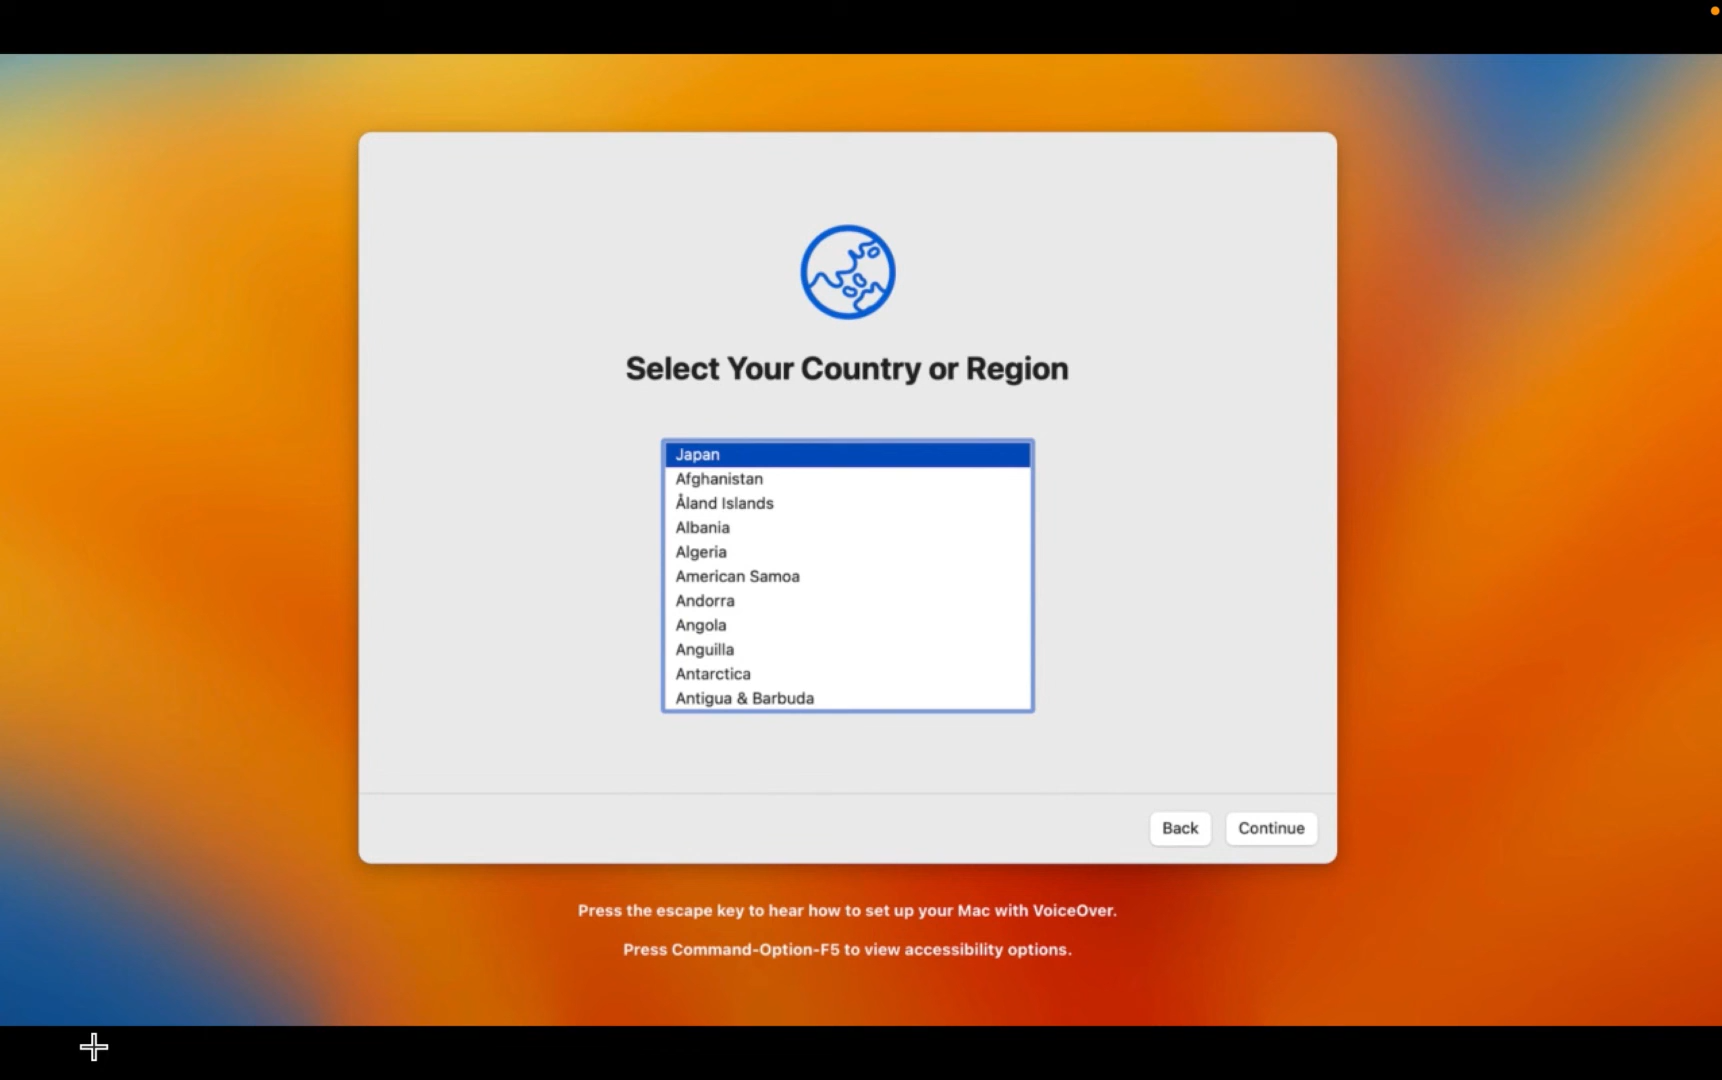 Select Your Country or Region
Japan
Afghanistan
Åland Islands
Albania
Algeria
American Samoa
Andorra
Angola
Anguilla
Antarctica
Antigua & Barbuda
Back
Continue
Press the escape key to hear how to set up your Mac with VoiceOver.
Press Command-Option-F5 to view accessibility options.